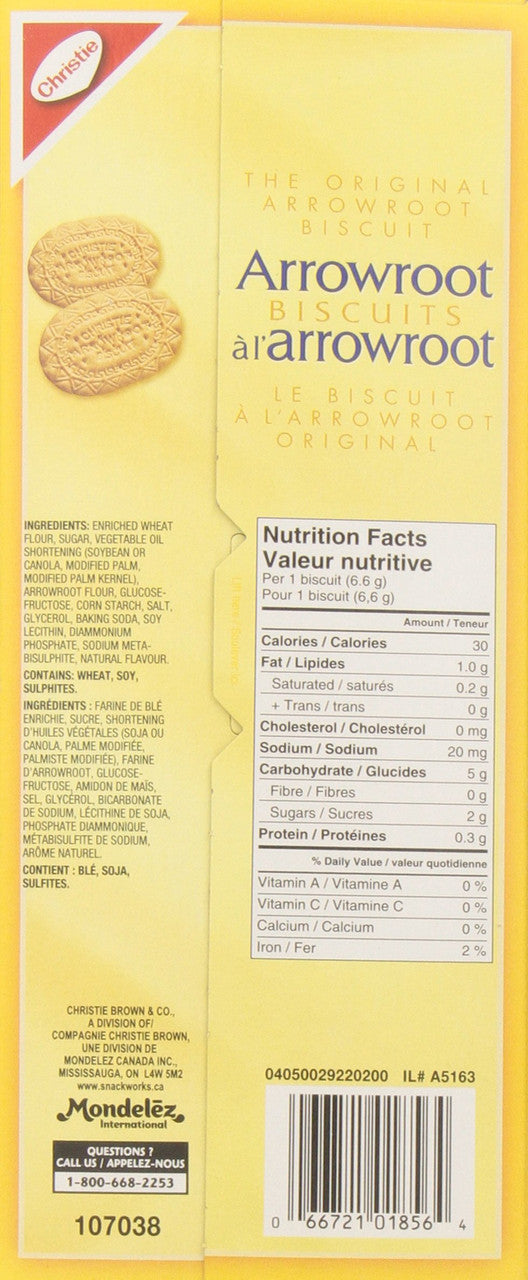 Christie
THE ORIGINAL
ARROWROOT
BISCUIT
Arrowroot
BISCUITS
à l'arrowroot
LE BISCUIT
À L'ARROWROOT
ORIGINAL
INGREDIENTS: ENRICHED WHEAT
FLOUR, SUGAR, VEGETABLE OIL
SHORTENING (SOYBEAN OR
CANOLA, MODIFIED PALM,
MODIFIED PALM KERNEL),
ARROWROOT FLOUR, GLUCOSE-
FRUCTOSE, CORN STARCH, SALT,
GLYCEROL, BAKING SODA, SOY
LECITHIN, DIAMMONIUM
PHOSPHATE, SODIUM META-
BISULPHITE, NATURAL FLAVOUR.
CONTAINS: WHEAT, SOY,
SULPHITES.
INGRÉDIENTS : FARINE DE BLÉ
ENRICHIE, SUCRE, SHORTENING
D'HUILES VÉGÉTALES (SOJA OU
CANOLA, PALME MODIFIÉE,
PALMISTE MODIFIÉE), FARINE
D'ARROWROOT, GLUCOSE-
FRUCTOSE, AMIDON DE MAÏS,
SEL, GLYCÉROL, BICARBONATE
DE SODIUM, LÉCITHINE DE SOJA,
PHOSPHATE DIAMMONIQUE,
MÉTABISULFITE DE SODIUM,
ARÔME NATUREL.
CONTIENT : BLÉ, SOJA,
SULFITES.
Nutrition Facts
Valeur nutritive
Per 1 biscuit (6.6 g)
Pour 1 biscuit (6,6 g)
Amount / Teneur
Calories / Calories 30
Fat / Lipides 1.0 g
Saturated / saturés 0.2 g
+ Trans / trans 0 g
Cholesterol / Cholestérol 0 mg
Sodium / Sodium 20 mg
Carbohydrate / Glucides 5 g
Fibre / Fibres 0 g
Sugars / Sucres 2 g
Protein / Protéines 0.3 g
% Daily Value / valeur quotidienne
Vitamin A / Vitamine A 0 %
Vitamin C / Vitamine C 0 %
Calcium / Calcium 0 %
Iron / Fer 2 %
CHRISTIE BROWN & CO.,
A DIVISION OF/
COMPAGNIE CHRISTIE BROWN,
UNE DIVISION DE
MONDELEZ CANADA INC.,
MISSISSAUGA, ON L4W 5M2
www.snackworks.ca
Mondelēz
International
QUESTIONS ?
CALL US / APPELEZ-NOUS
1-800-668-2253
107038
04050029220200 IL# A5163
0 66721 01856 4